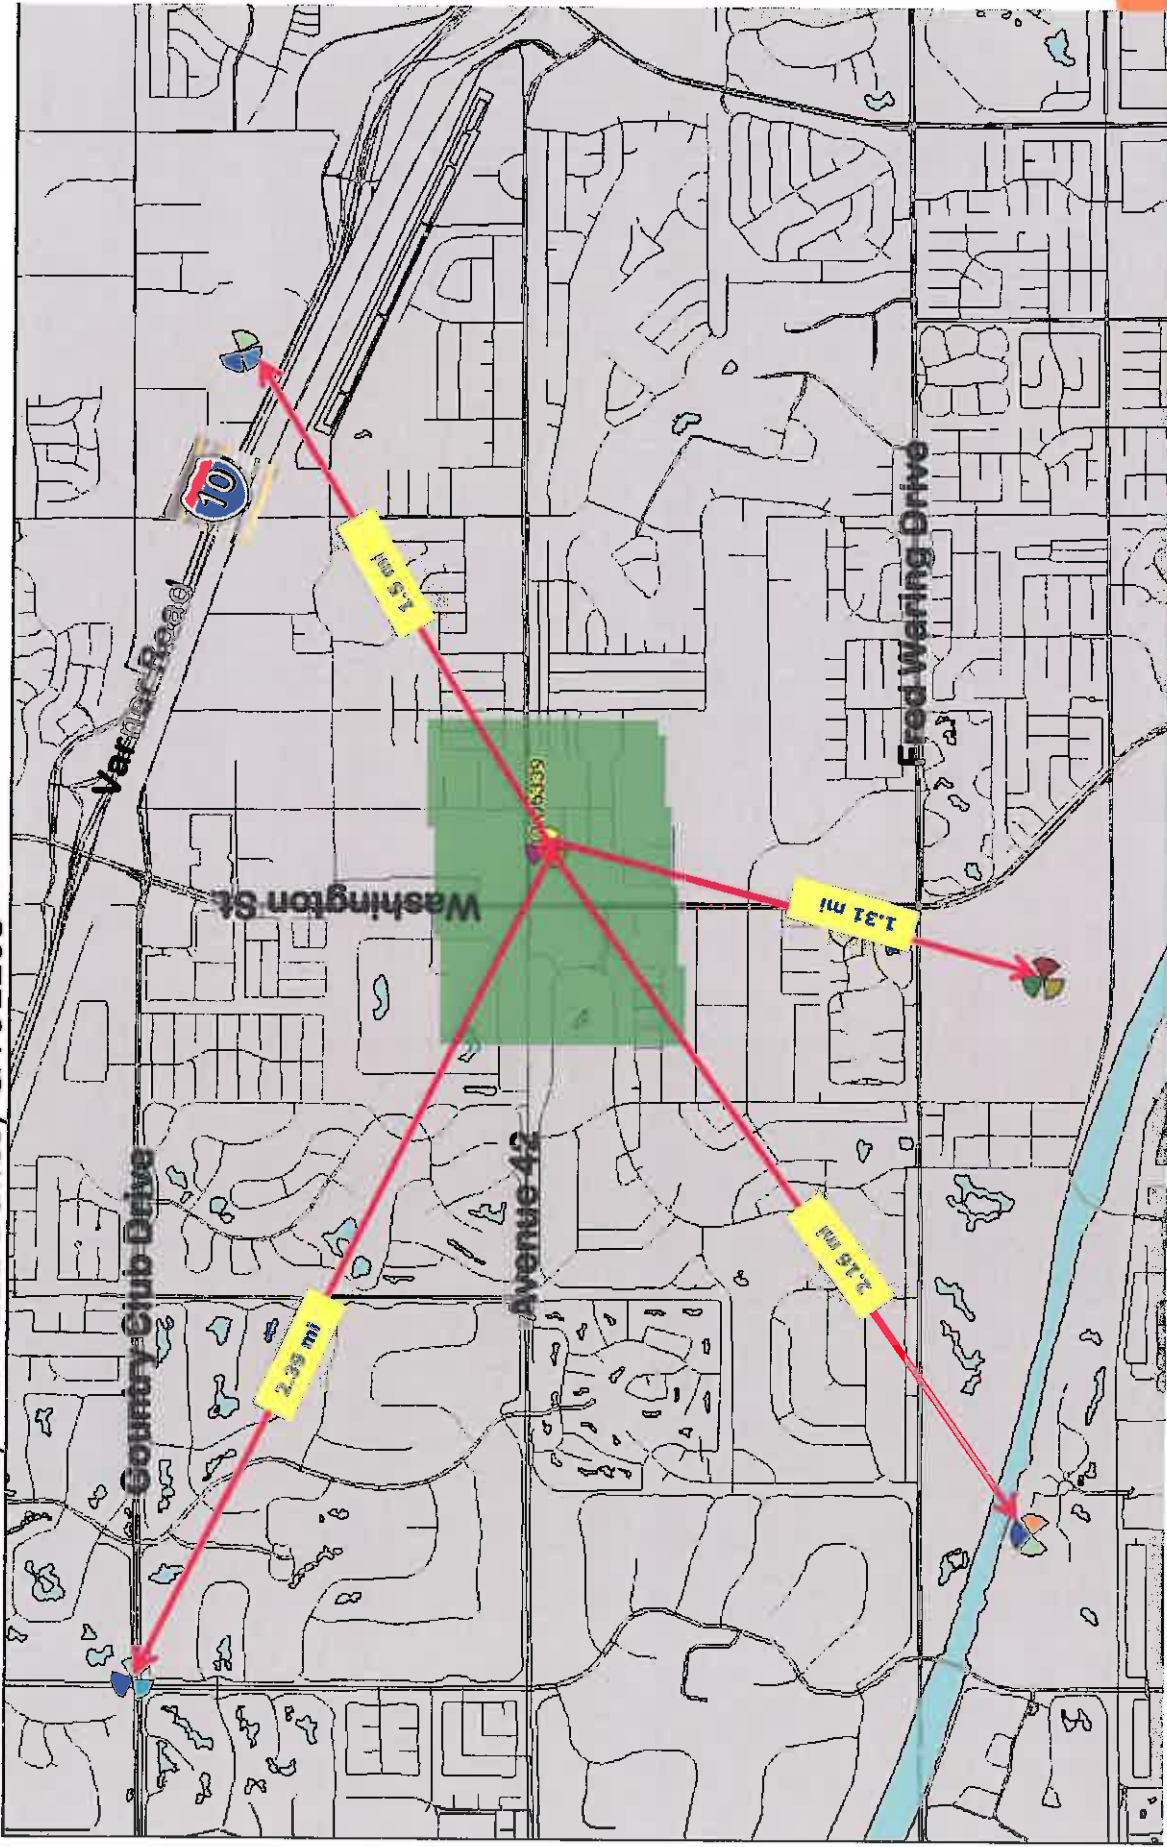 Varner Road
10
Country Club Drive
Washington St
Avenue 42
Fred Waring Drive
1.5 mi
2.39 mi
1.31 mi
2.16 mi